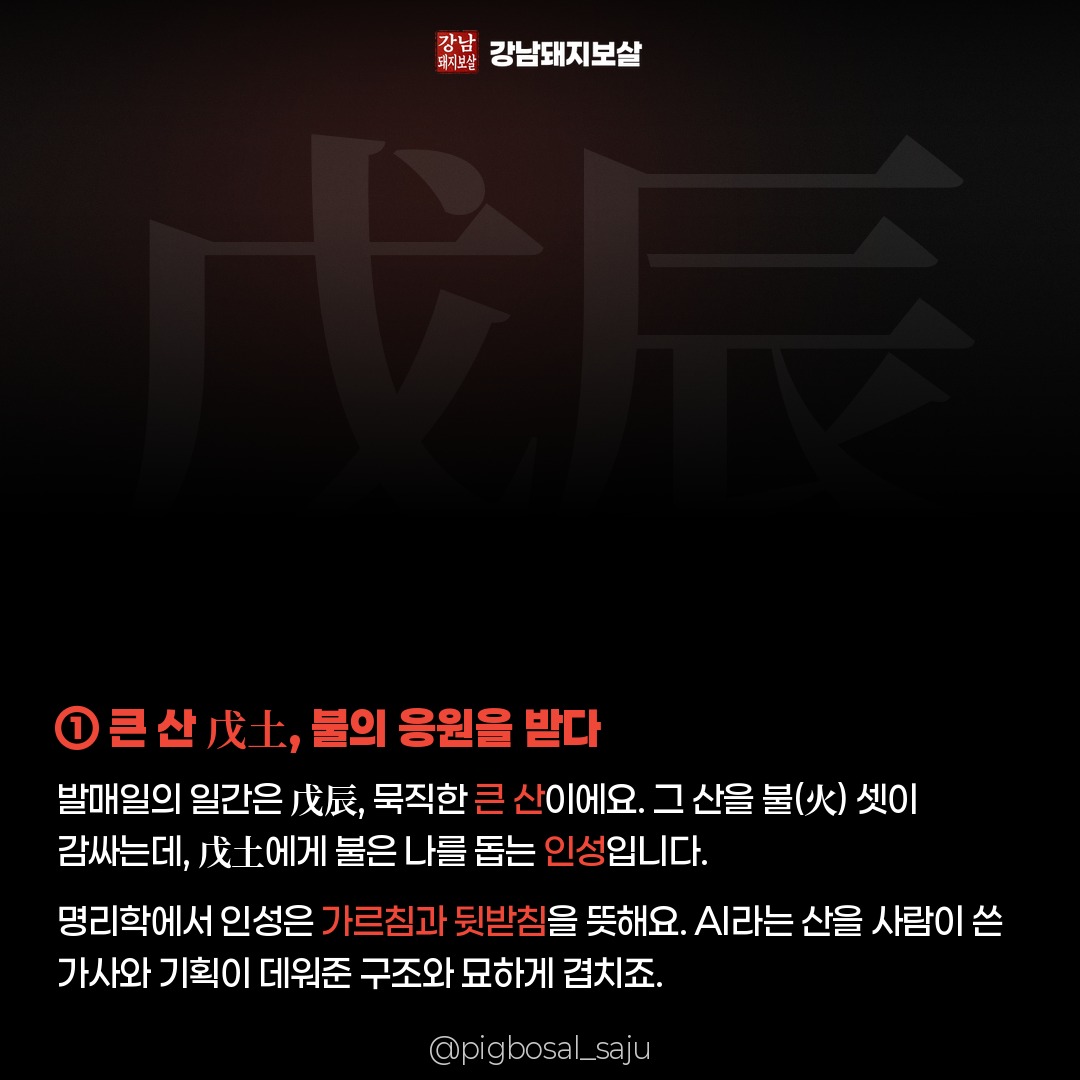 강남
돼지보살
강남돼지보살
戊辰
① 큰 산 戊土, 불의 응원을 받다
발매일의 일간은 戊辰, 묵직한 큰 산이에요. 그 산을 불(火) 셋이
감싸는데, 戊土에게 불은 나를 돕는 인성입니다.
명리학에서 인성은 가르침과 뒷받침을 뜻해요. AI라는 산을 사람이 쓴
가사와 기획이 데워준 구조와 묘하게 겹치죠.
@pigbosal_saju